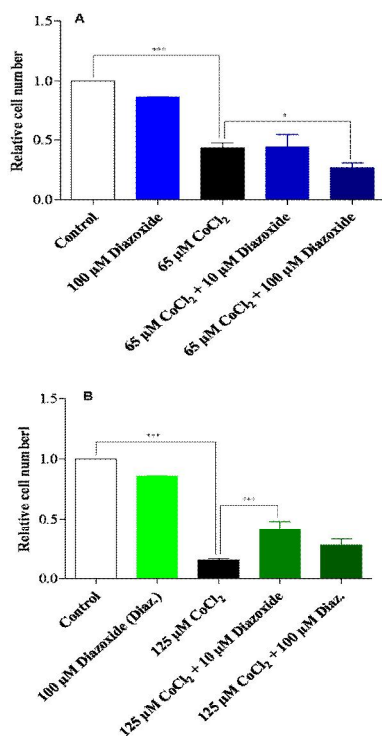 A
Relative cell number
1.5
1.0
0.5
0.0
***
*
Control
100 µM Diazoxide
65 µM CoCl₂
65 µM CoCl₂ + 10 µM Diazoxide
65 µM CoCl₂ + 100 µM Diazoxide
B
Relative cell number1
1.5
1.0
0.5
0.0
***
***
Control
100 µM Diazoxide (Diaz.)
125 µM CoCl₂
125 µM CoCl₂ + 10 µM Diazoxide
125 µM CoCl₂ + 100 µM Diaz.